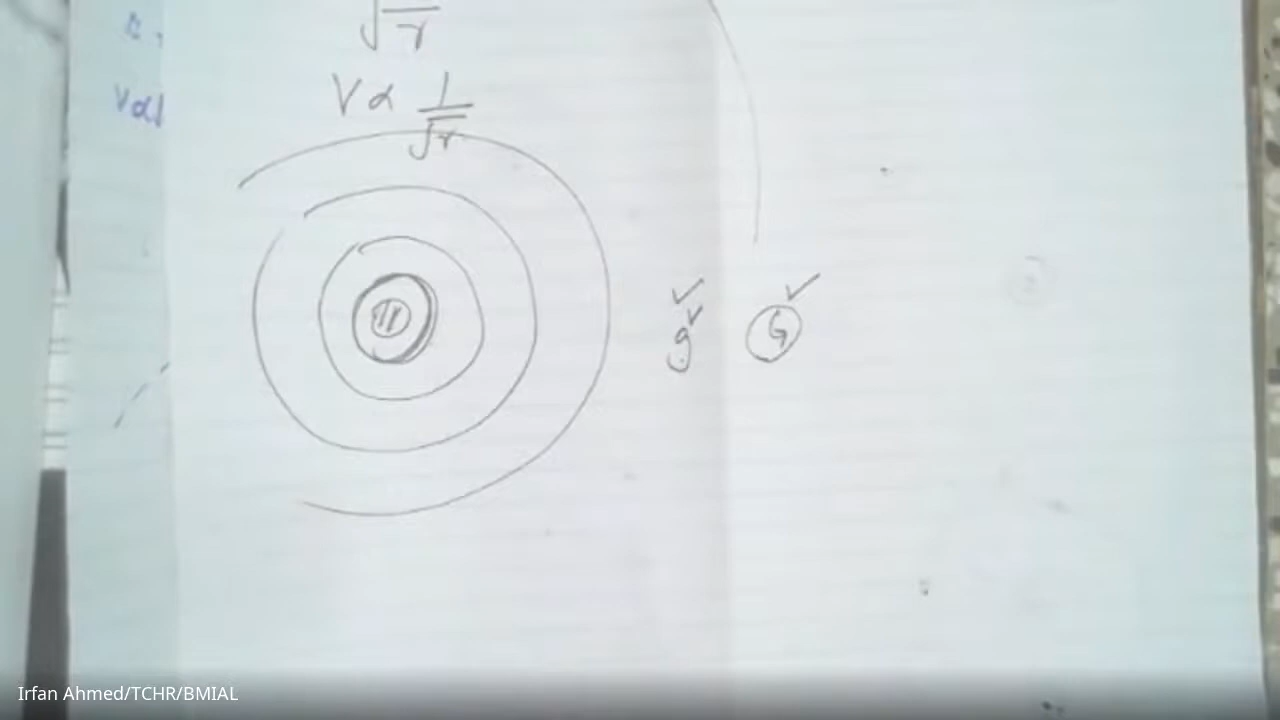 √r
V ∝ 1/√r
V∝
g G
Irfan Ahmed/TCHR/BMIAL